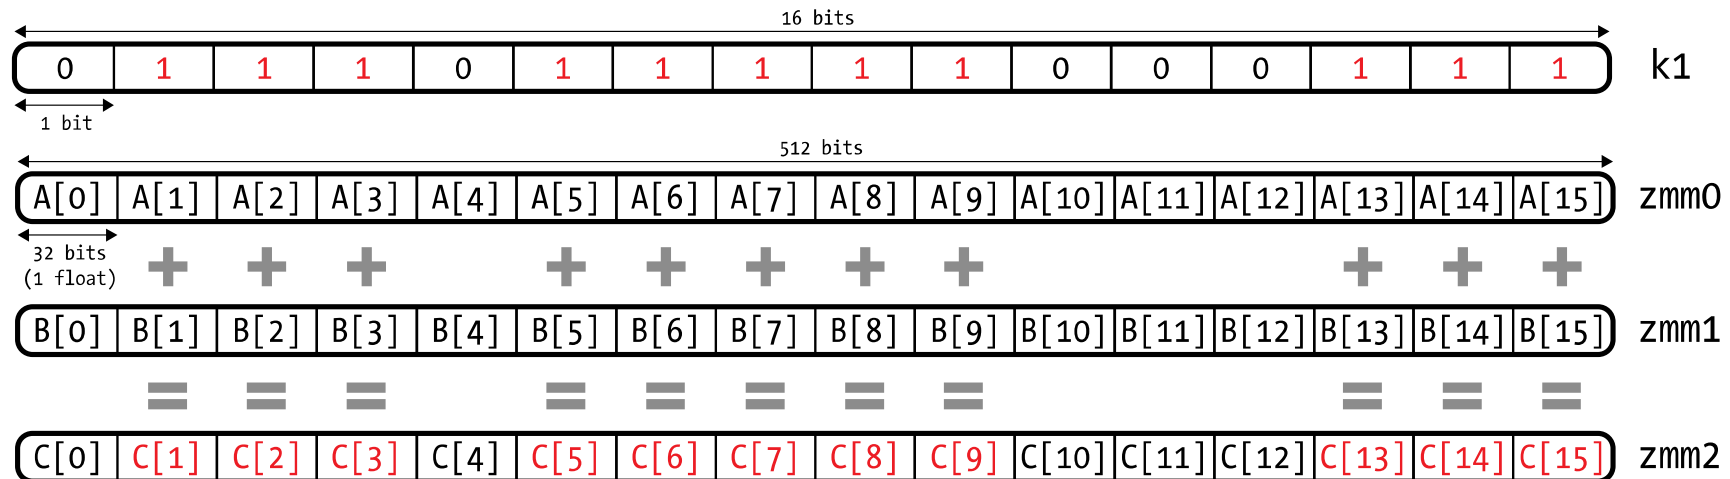 16 bits
0 1 1 1 0 1 1 1 1 1 0 0 0 1 1 1 k1
1 bit
512 bits
A[0] A[1] A[2] A[3] A[4] A[5] A[6] A[7] A[8] A[9] A[10] A[11] A[12] A[13] A[14] A[15] zmm0
32 bits
(1 float)
+ + + + + + + + + + +
B[0] B[1] B[2] B[3] B[4] B[5] B[6] B[7] B[8] B[9] B[10] B[11] B[12] B[13] B[14] B[15] zmm1
= = = = = = = = = = =
C[0] C[1] C[2] C[3] C[4] C[5] C[6] C[7] C[8] C[9] C[10] C[11] C[12] C[13] C[14] C[15] zmm2